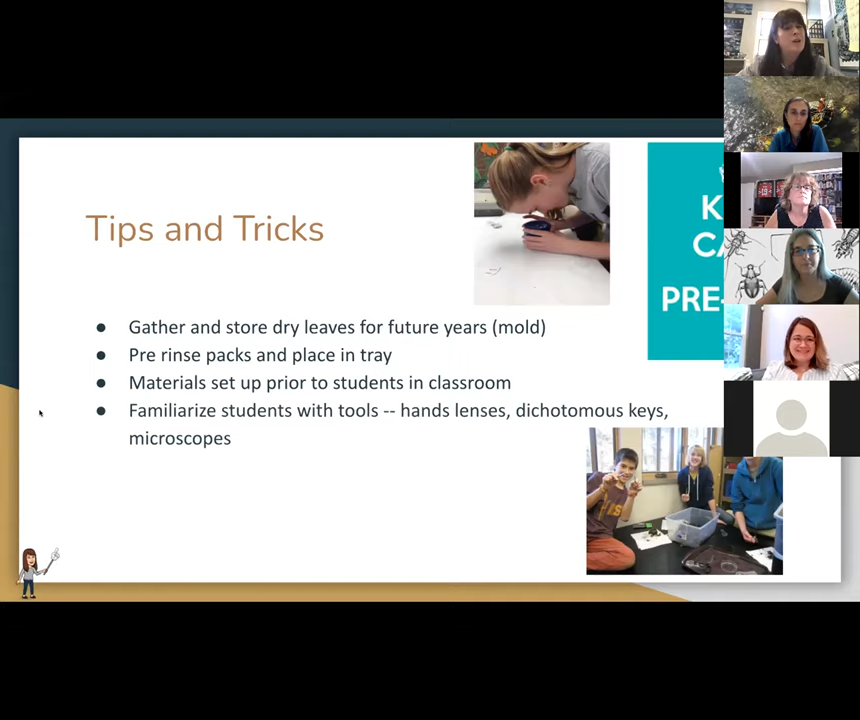 Tips and Tricks
● Gather and store dry leaves for future years (mold)
● Pre rinse packs and place in tray
● Materials set up prior to students in classroom
● Familiarize students with tools -- hands lenses, dichotomous keys,
microscopes